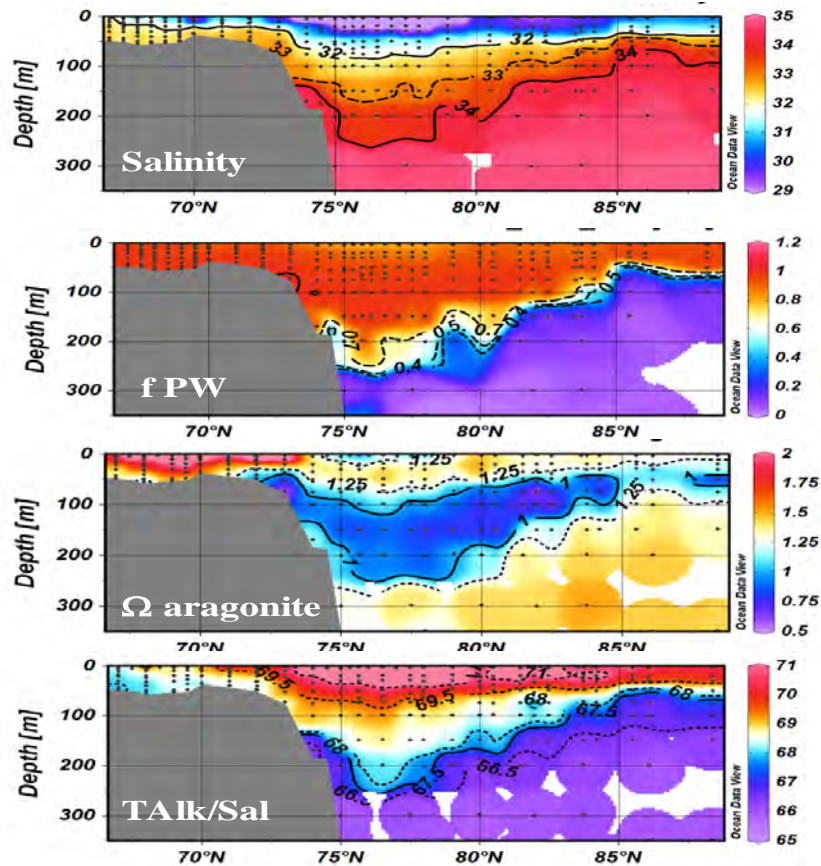 0
100
200
300
Depth [m]
33
32
32
33
34
34
Salinity
70°N
75°N
80°N
85°N
Ocean Data View
35
34
33
32
31
30
29
0
100
200
300
Depth [m]
0.7
0.4
0.5
0.7
0.4
0.5
f PW
70°N
75°N
80°N
85°N
Ocean Data View
1.2
1
0.8
0.6
0.4
0.2
0
0
100
200
300
Depth [m]
1.25
1.25
1.25
1
1
1.25
1
1
Ω aragonite
70°N
75°N
80°N
85°N
Ocean Data View
2
1.75
1.5
1.25
1
0.75
0.5
0
100
200
300
Depth [m]
69.5
71
69.5
68
67.5
68
68
67.5
66.5
66.5
TAlk/Sal
70°N
75°N
80°N
85°N
Ocean Data View
71
70
69
68
67
66
65